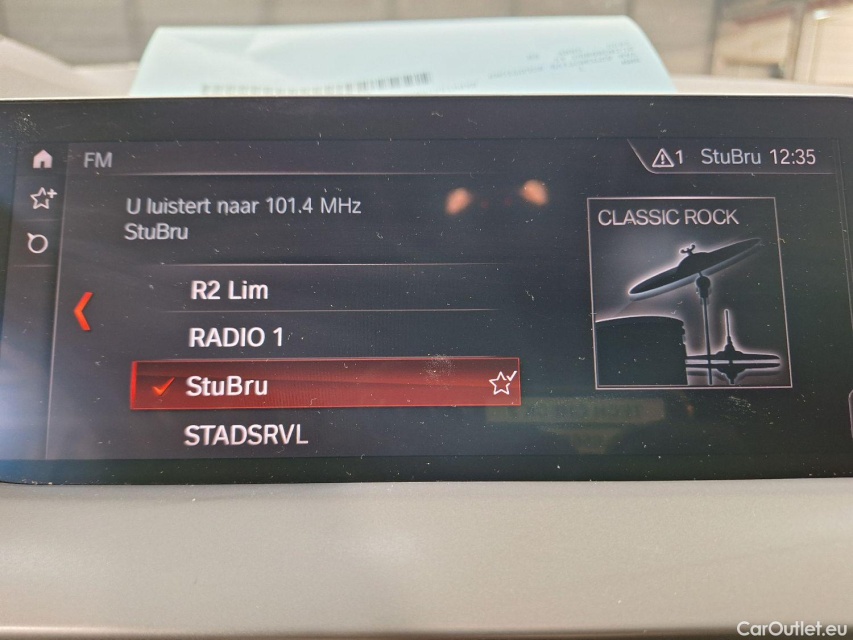 FM
1 StuBru 12:35
U luistert naar 101.4 MHz
StuBru
CLASSIC ROCK
R2 Lim
RADIO 1
StuBru
STADSRVL
CarOutlet.eu